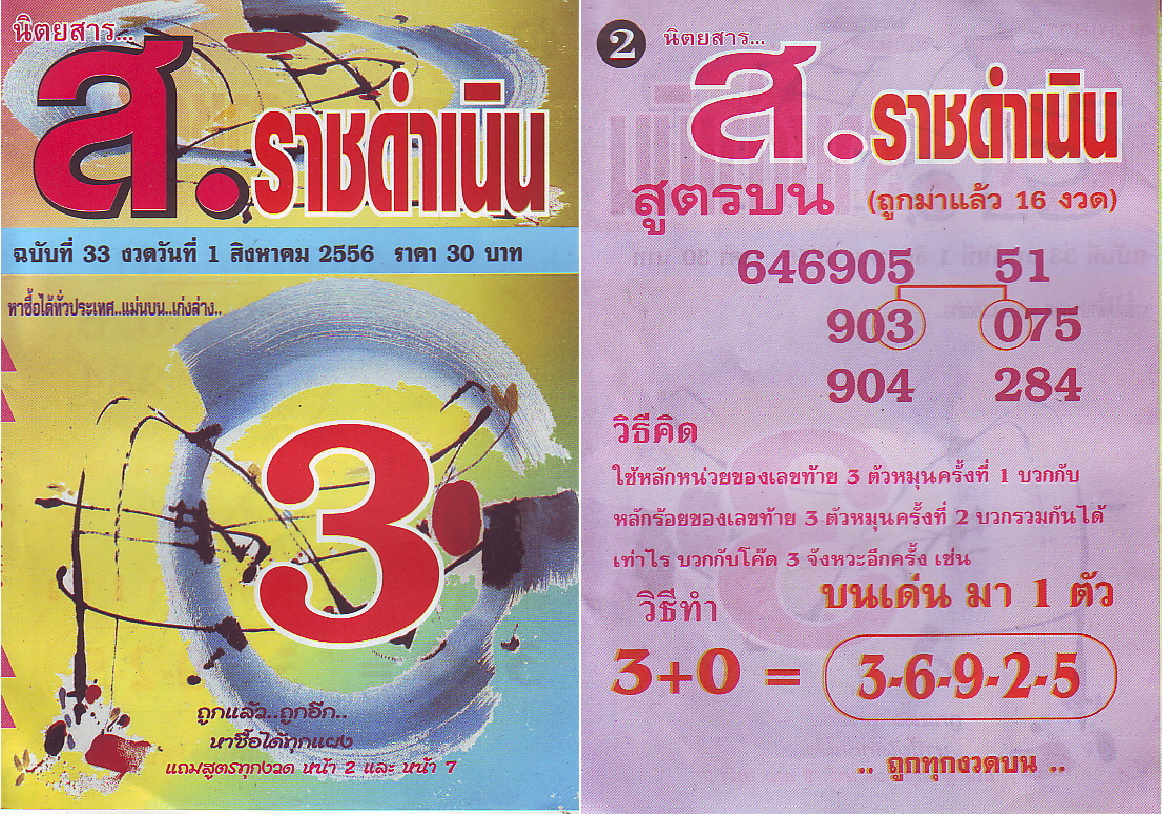 นิตยสาร...
ส.ราชดำเนิน
ฉบับที่ 33 งวดวันที่ 1 สิงหาคม 2556 ราคา 30 บาท
หาซื้อได้ทั่วประเทศ..แม่นบน..เก่งล่าง..
3
ถูกแล้ว..ถูกอีก..
หาซื้อได้ทุกแผง
แถมสูตรทุกงวด หน้า 2 และ หน้า 7
2
นิตยสาร...
ส.ราชดำเนิน
สูตรบน (ถูกมาแล้ว 16 งวด)
646905 51
903 075
904 284
วิธีคิด
ใช้หลักหน่วยของเลขท้าย 3 ตัวหมุนครั้งที่ 1 บวกกับ
หลักร้อยของเลขท้าย 3 ตัวหมุนครั้งที่ 2 บวกรวมกันได้
เท่าไร บวกกับโค๊ด 3 จังหวะอีกครั้ง เช่น
วิธีทำ บนเด่น มา 1 ตัว
3+0 = 3-6-9-2-5
.. ถูกทุกงวดบน ..